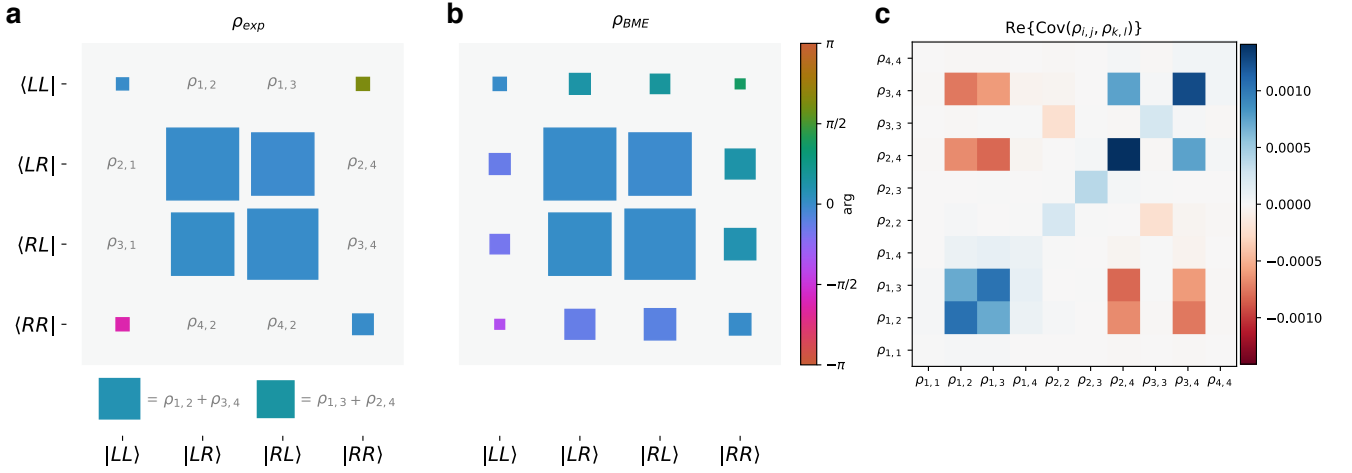 a
ρ_exp
⟨LL|
⟨LR|
⟨RL|
⟨RR|
ρ_{1,2}
ρ_{1,3}
ρ_{2,1}
ρ_{2,4}
ρ_{3,1}
ρ_{3,4}
ρ_{4,2}
ρ_{4,2}
= ρ_{1,2} + ρ_{3,4}
= ρ_{1,3} + ρ_{2,4}
|LL⟩
|LR⟩
|RL⟩
|RR⟩
b
ρ_BME
|LL⟩
|LR⟩
|RL⟩
|RR⟩
π
π/2
0
−π/2
−π
arg
c
Re{Cov(ρ_{i,j}, ρ_{k,l})}
ρ_{4,4}
ρ_{3,4}
ρ_{3,3}
ρ_{2,4}
ρ_{2,3}
ρ_{2,2}
ρ_{1,4}
ρ_{1,3}
ρ_{1,2}
ρ_{1,1}
ρ_{1,1}
ρ_{1,2}
ρ_{1,3}
ρ_{1,4}
ρ_{2,2}
ρ_{2,3}
ρ_{2,4}
ρ_{3,3}
ρ_{3,4}
ρ_{4,4}
0.0010
0.0005
0.0000
−0.0005
−0.0010